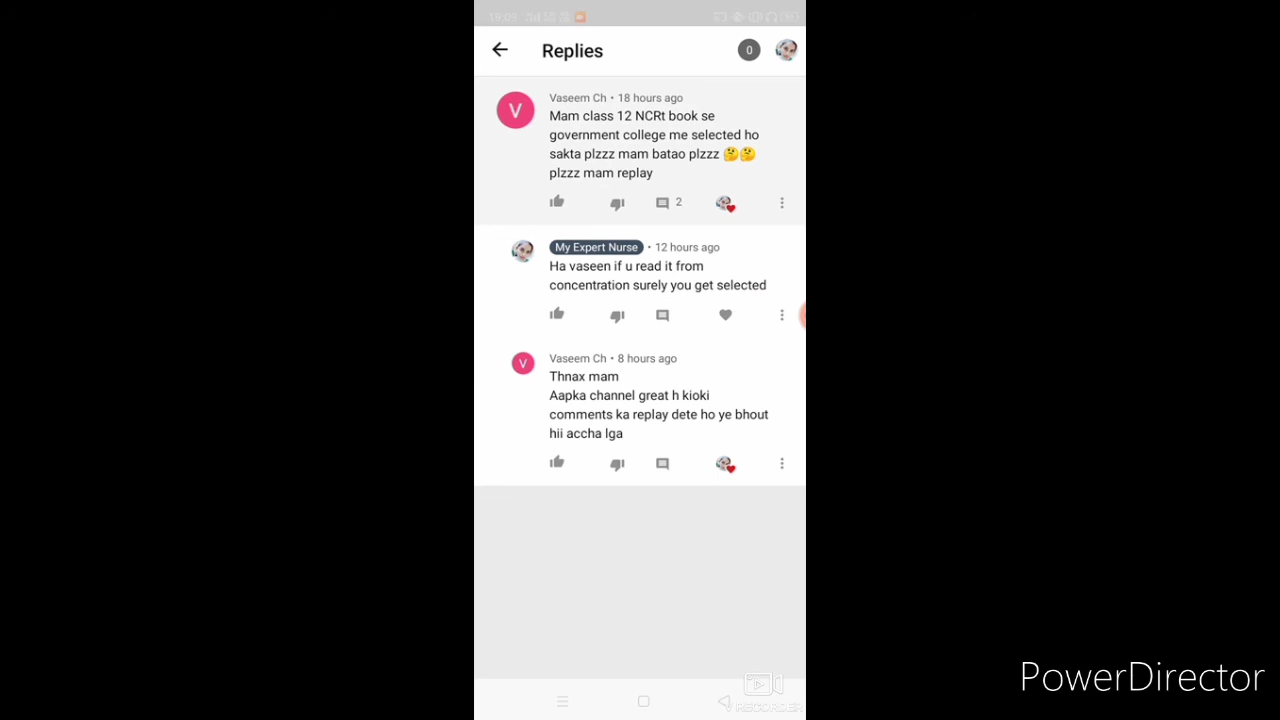 19:05
Replies
0
V
Vaseem Ch • 18 hours ago
Mam class 12 NCRt book se
government college me selected ho
sakta plzzz mam batao plzzz 🤔🤔
plzzz mam replay
2
My Expert Nurse • 12 hours ago
Ha vaseen if u read it from
concentration surely you get selected
V
Vaseem Ch • 8 hours ago
Thnax mam
Aapka channel great h kioki
comments ka replay dete ho ye bhout
hii accha lga
RECORDER
PowerDirector